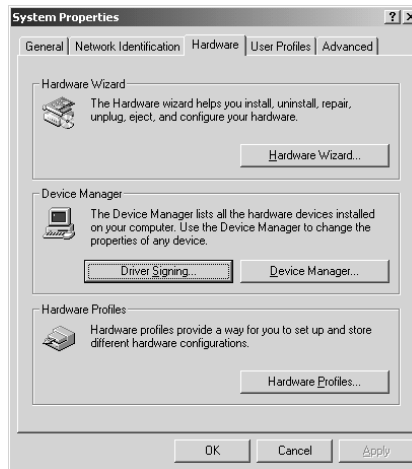 System Properties
General Network Identification Hardware User Profiles Advanced
Hardware Wizard
The Hardware wizard helps you install, uninstall, repair,
unplug, eject, and configure your hardware.
Hardware Wizard...
Device Manager
The Device Manager lists all the hardware devices installed
on your computer. Use the Device Manager to change the
properties of any device.
Driver Signing... Device Manager...
Hardware Profiles
Hardware profiles provide a way for you to set up and store
different hardware configurations.
Hardware Profiles...
OK Cancel Apply